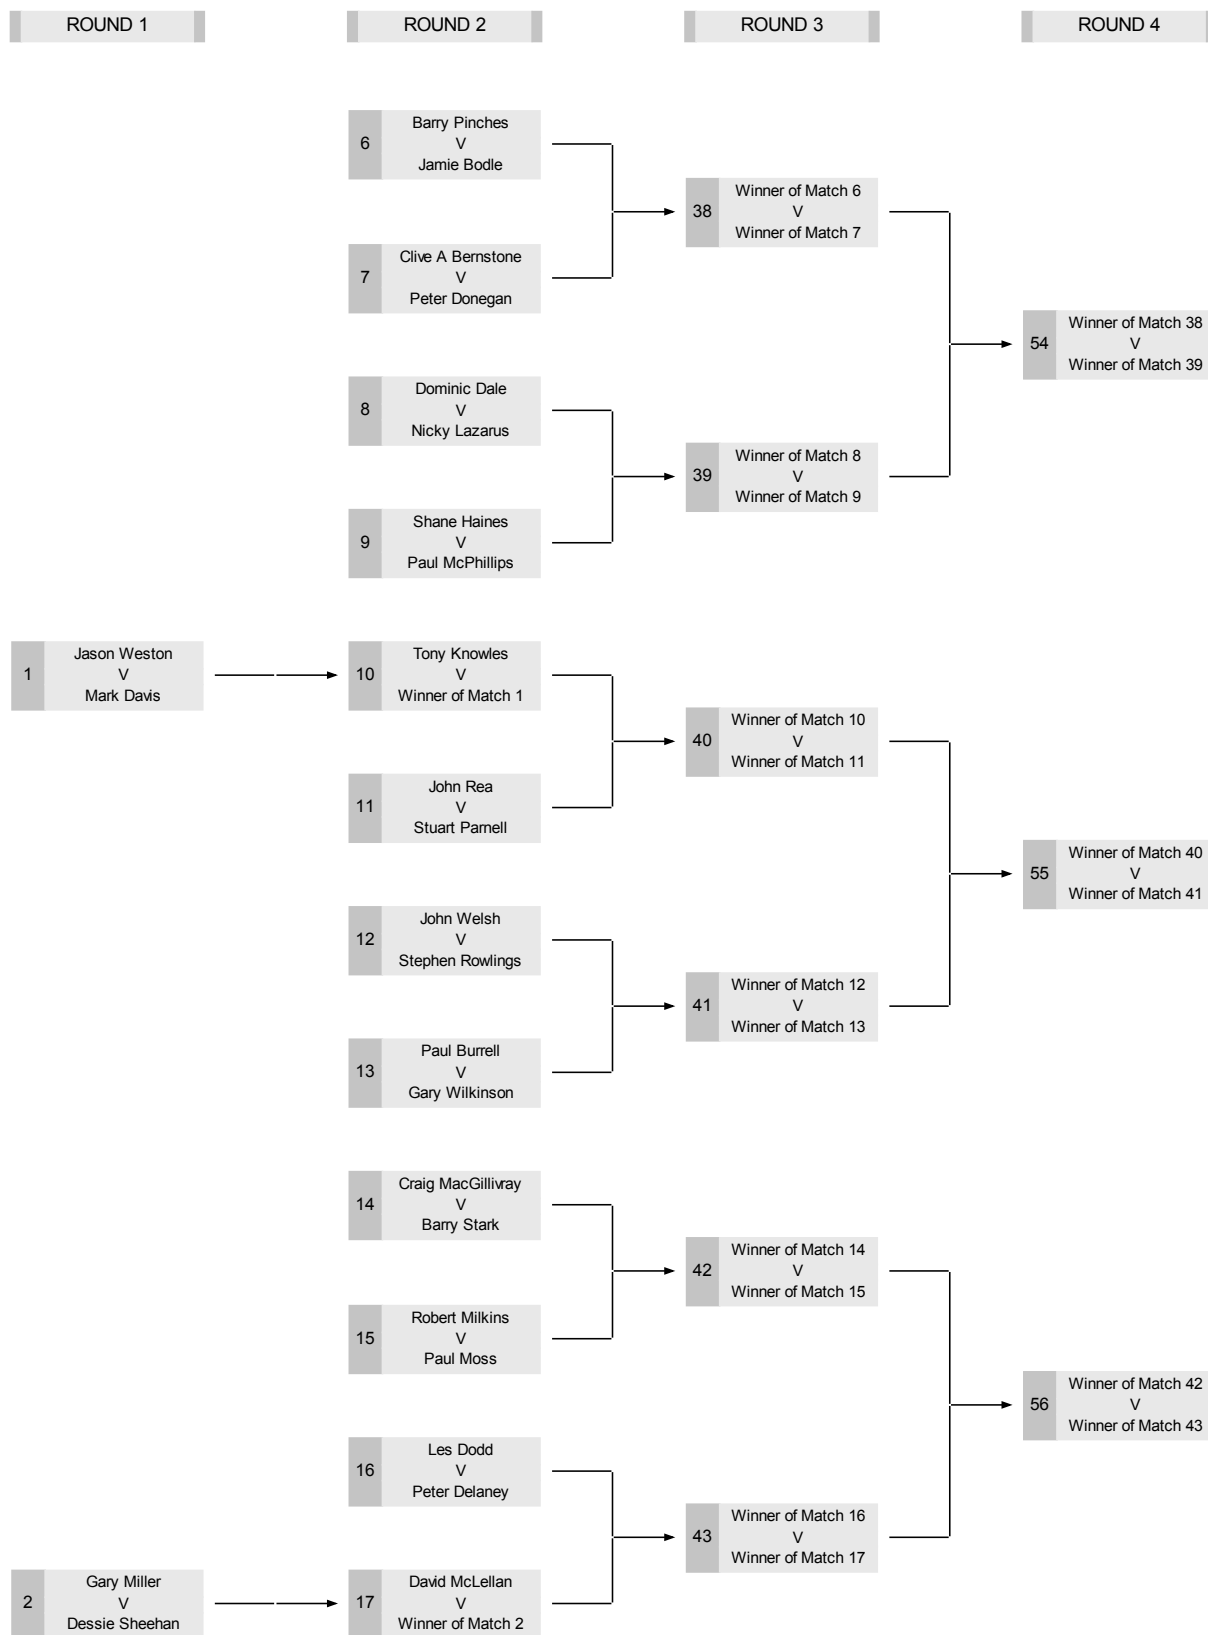 ROUND 1
ROUND 2
ROUND 3
ROUND 4
6
Barry Pinches
V
Jamie Bodle
7
Clive A Bernstone
V
Peter Donegan
38
Winner of Match 6
V
Winner of Match 7
8
Dominic Dale
V
Nicky Lazarus
9
Shane Haines
V
Paul McPhillips
39
Winner of Match 8
V
Winner of Match 9
54
Winner of Match 38
V
Winner of Match 39
1
Jason Weston
V
Mark Davis
10
Tony Knowles
V
Winner of Match 1
11
John Rea
V
Stuart Parnell
40
Winner of Match 10
V
Winner of Match 11
12
John Welsh
V
Stephen Rowlings
13
Paul Burrell
V
Gary Wilkinson
41
Winner of Match 12
V
Winner of Match 13
55
Winner of Match 40
V
Winner of Match 41
14
Craig MacGillivray
V
Barry Stark
15
Robert Milkins
V
Paul Moss
42
Winner of Match 14
V
Winner of Match 15
16
Les Dodd
V
Peter Delaney
2
Gary Miller
V
Dessie Sheehan
17
David McLellan
V
Winner of Match 2
43
Winner of Match 16
V
Winner of Match 17
56
Winner of Match 42
V
Winner of Match 43